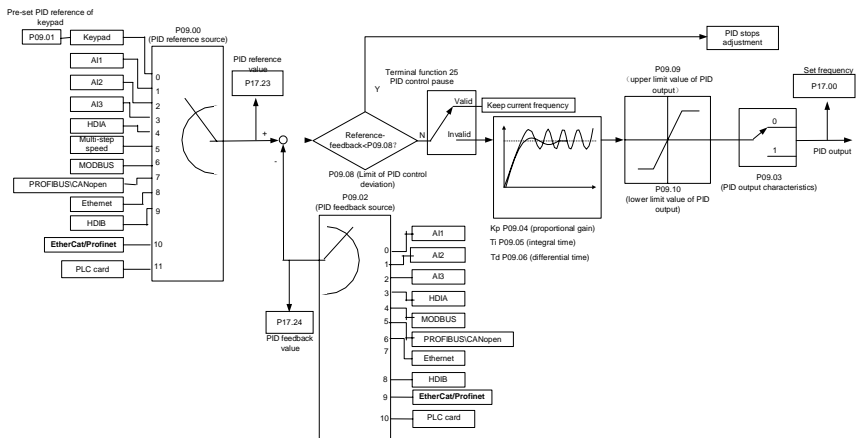 Pre-set PID reference of
keypad
P09.01
Keypad
AI1
AI2
AI3
HDIA
Multi-step
speed
MODBUS
PROFIBUS\CANopen
Ethernet
HDIB
EtherCat/Profinet
PLC card
P09.00
(PID reference source)
0
1
2
3
4
5
6
7
8
9
10
11
PID reference
value
P17.23
+
-
P17.24
PID feedback
value
Reference-
feedback<P09.08?
Y
N
P09.08 (Limit of PID control
deviation)
PID stops
adjustment
Terminal function 25
PID control pause
Valid
Invalid
Keep current frequency
P09.02
(PID feedback source)
0
1
2
3
4
5
6
7
8
9
10
AI1
AI2
AI3
HDIA
MODBUS
PROFIBUS\CANopen
Ethernet
HDIB
EtherCat/Profinet
PLC card
Kp P09.04 (proportional gain)
Ti P09.05 (integral time)
Td P09.06 (differential time)
P09.09
(upper limit value of PID
output)
P09.10
(lower limit value of PID
output)
0
1
P09.03
(PID output characteristics)
Set frequency
P17.00
PID output